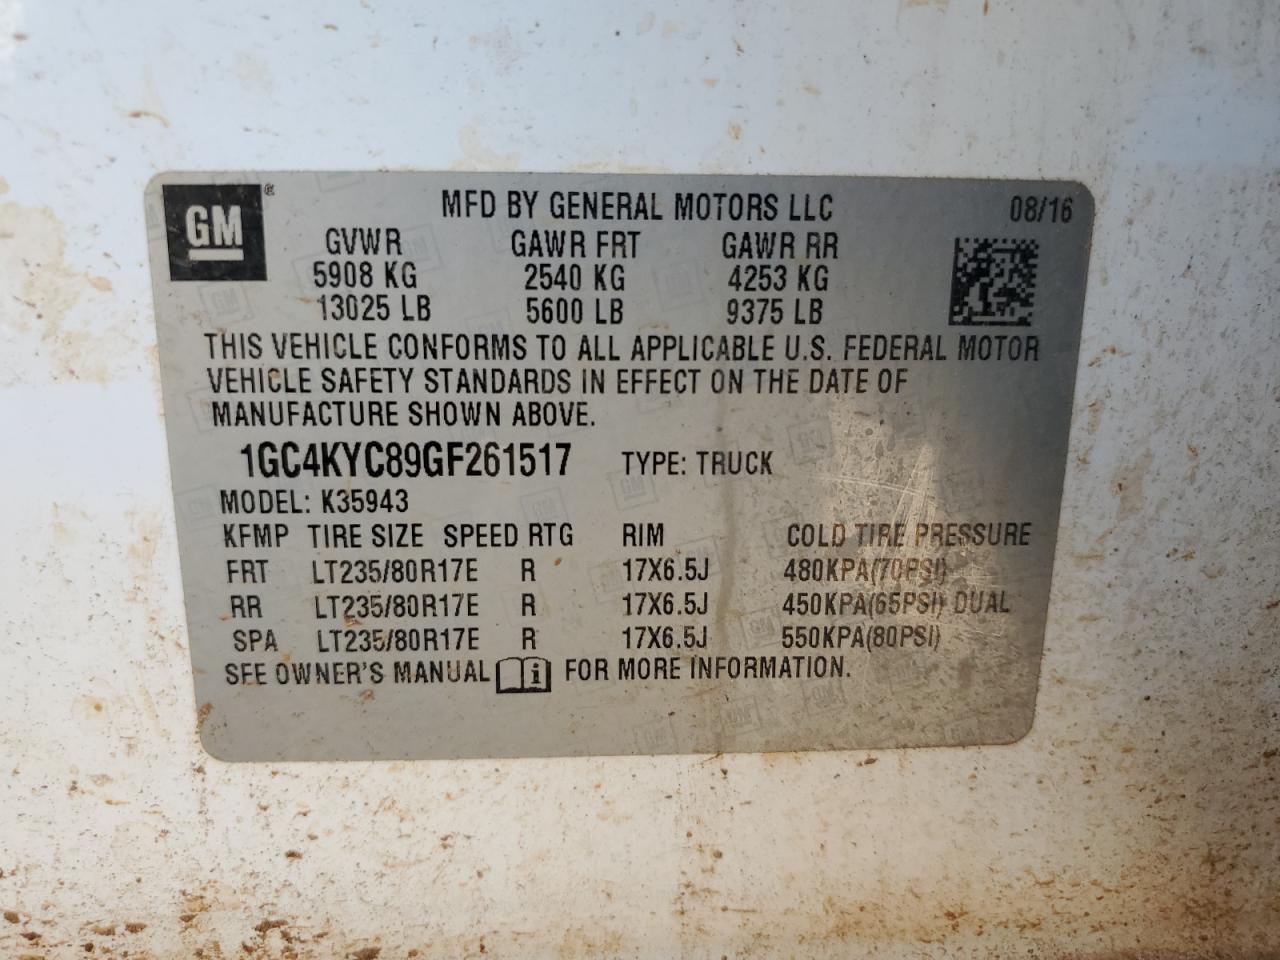 GM ®
MFD BY GENERAL MOTORS LLC 08/16
GVWR GAWR FRT GAWR RR
5908 KG 2540 KG 4253 KG
13025 LB 5600 LB 9375 LB
THIS VEHICLE CONFORMS TO ALL APPLICABLE U.S. FEDERAL MOTOR
VEHICLE SAFETY STANDARDS IN EFFECT ON THE DATE OF
MANUFACTURE SHOWN ABOVE.
1GC4KYC89GF261517 TYPE: TRUCK
MODEL: K35943
KFMP TIRE SIZE SPEED RTG RIM COLD TIRE PRESSURE
FRT LT235/80R17E R 17X6.5J 480KPA(70PSI)
RR LT235/80R17E R 17X6.5J 450KPA(65PSI) DUAL
SPA LT235/80R17E R 17X6.5J 550KPA(80PSI)
SEE OWNER'S MANUAL i FOR MORE INFORMATION.